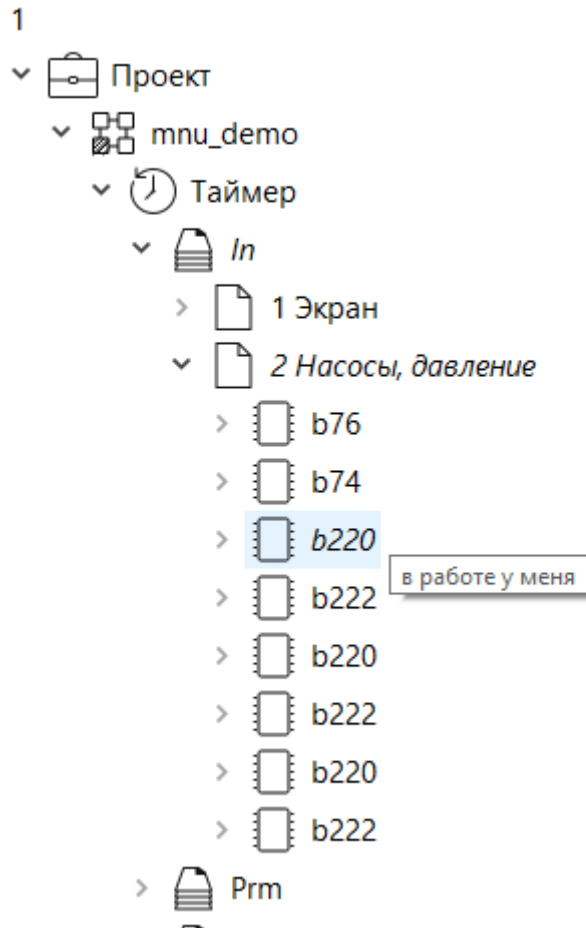 1
Проект
mnu_demo
Таймер
In
1 Экран
2 Насосы, давление
b76
b74
b220
в работе у меня
b222
b220
b222
b220
b222
Prm